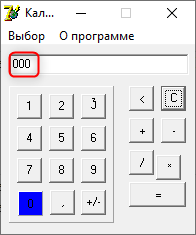 Кал...
Выбор О программе
000
1 2 3 < C
4 5 6 + -
7 8 9 / *
0 , +/- =